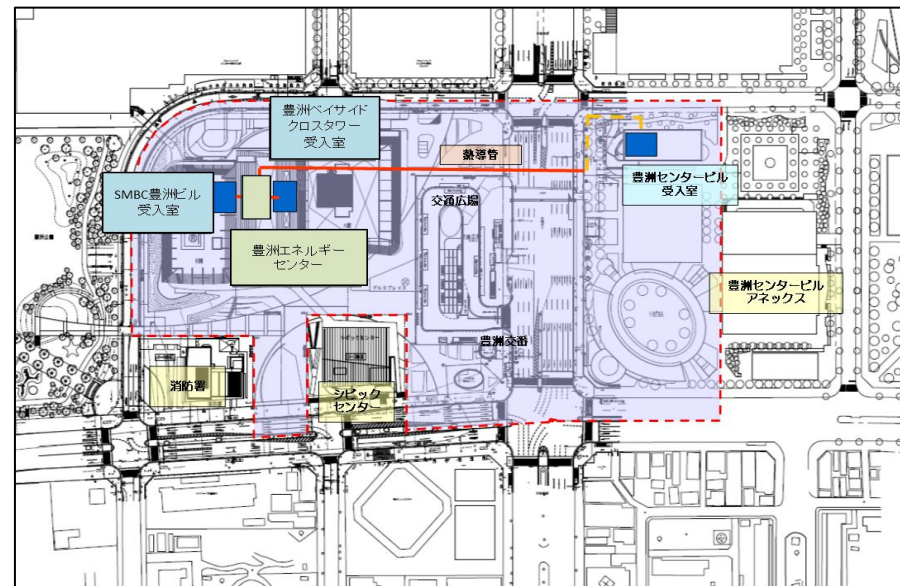 豊洲ベイサイド
クロスタワー
受入室
熱導管
SMBC豊洲ビル
受入室
豊洲センタービル
受入室
交通広場
豊洲エネルギー
センター
豊洲センタービル
アネックス
豊洲交番
消防署
シビック
センター